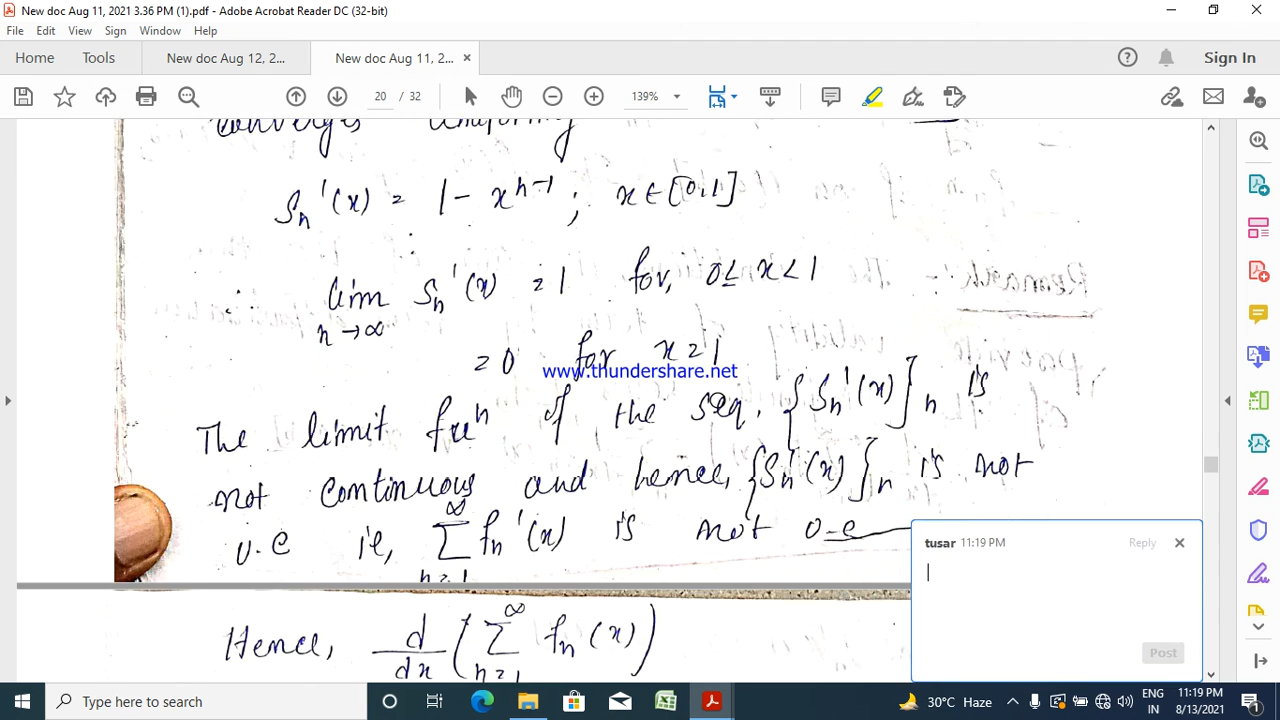 New doc Aug 11, 2021 3.36 PM (1).pdf - Adobe Acrobat Reader DC (32-bit)
File Edit View Sign Window Help
Home Tools New doc Aug 12, 2... New doc Aug 11, 2... × Sign In
20 / 32 139%
Converges
Sn'(x) = 1 - x^{n-1} ; x ∈ [0,1]
∴ lim Sn'(x) = 1 for, 0 ≤ x < 1
n → ∞
= 0 for x = 1
www.thundershare.net
The limit fun^n of the seq. {Sn'(x)}n is
not continuous and hence, {Sn'(x)}n is not
u.c ie, ∞∑n=1 fn'(x) is not u.c
tusar 11:19 PM Reply
Post
Hence, d/dx (∞∑n=1 fn(x))
Type here to search
30°C Haze ENG IN 11:19 PM 8/13/2021